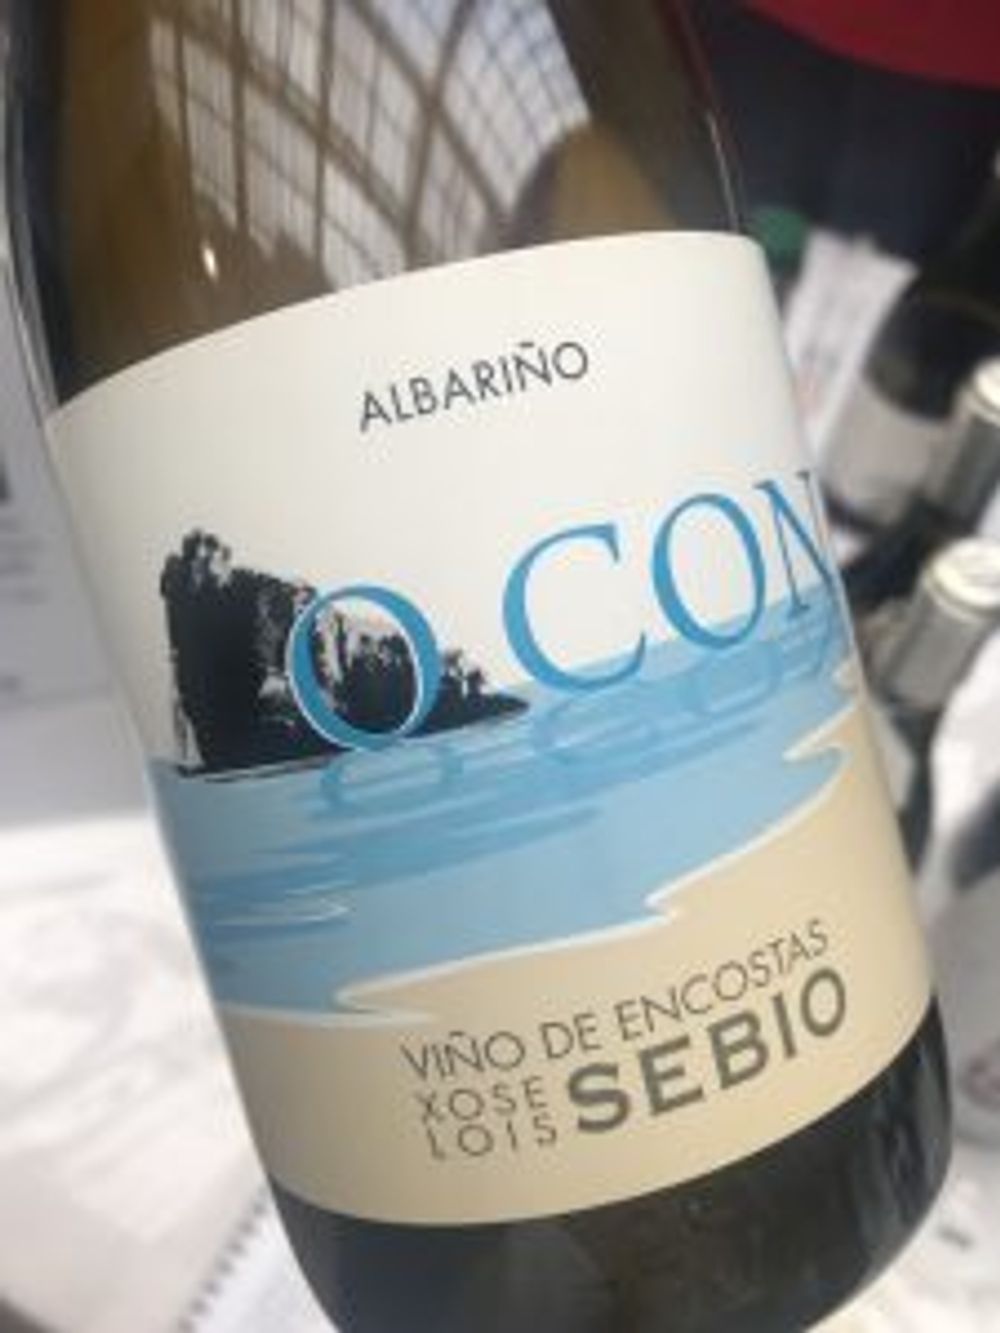 ALBARIÑO
O CON
VIÑO DE ENCOSTAS
XOSE
LOIS
SEBIO